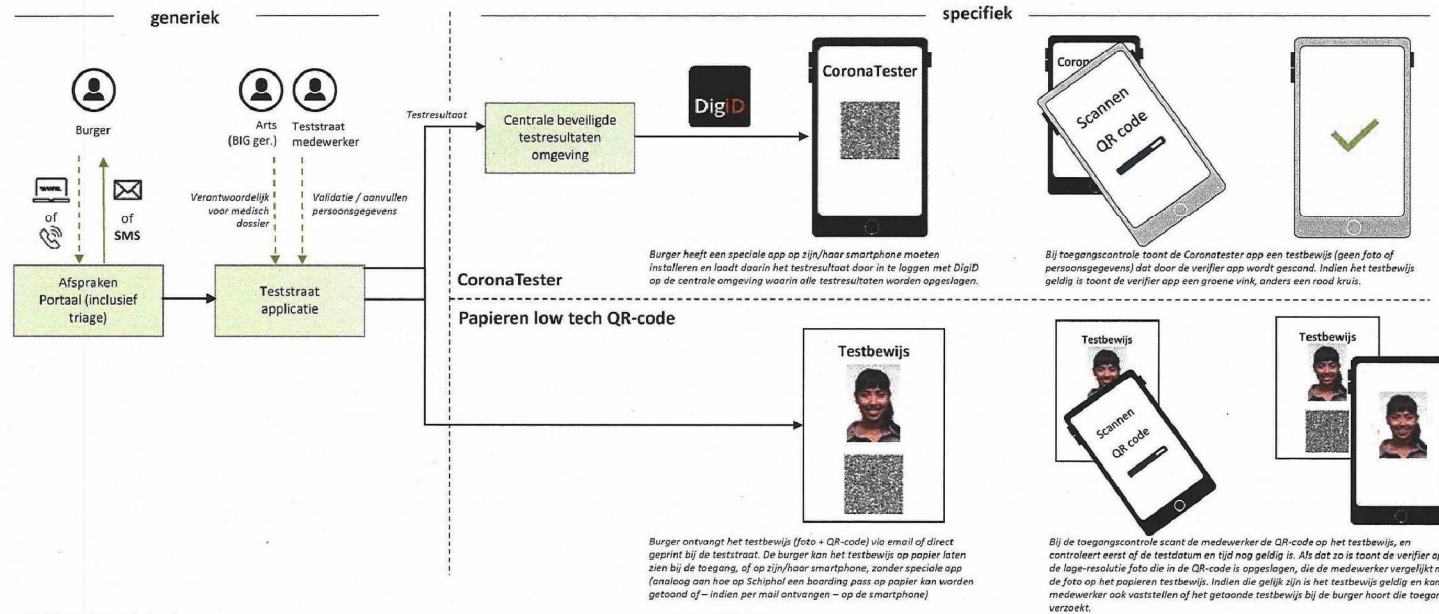 generiek
specifiek
Burger
Arts
(BIG ger.)
Teststraat
medewerker
www.
of
of
SMS
Verantwoordelijk
voor medisch
dossier
Validatie / aanvullen
persoonsgegevens
Afspraken
Portaal (inclusief
triage)
Teststraat
applicatie
Testresultaat
Centrale beveiligde
testresultaten
omgeving
DigiD
CoronaTester
Scannen
QR code
Burger heeft een speciale app op zijn/haar smartphone moeten
installeren en laadt daarin het testresultaat door in te loggen met DigiD
op de centrale omgeving waarin alle testresultaten worden opgeslagen.
Bij toegangscontrole toont de Coronatester app een testbewijs (geen foto of
persoonsgegevens) dat door de verifier app wordt gescand. Indien het testbewijs
geldig is toont de verifier app een groene vink, anders een rood kruis.
CoronaTester
Papieren low tech QR-code
Testbewijs
Testbewijs
Scannen
QR code
Testbewijs
Burger ontvangt het testbewijs (foto + QR-code) via email of direct
geprint bij de teststraat. De burger kan het testbewijs op papier laten
zien bij de toegang, of op zijn/haar smartphone, zonder speciale app
(analoog aan hoe op Schiphol een boarding pass op papier kan worden
getoond of – indien per mail ontvangen – op de smartphone)
Bij de toegangscontrole scant de medewerker de QR-code op het testbewijs, en
controleert eerst of de testdatum en tijd nog geldig is. Als dat zo is toont de verifier
de lage-resolutie foto die in de QR-code is opgeslagen, die de medewerker vergelijkt
de foto op het papieren testbewijs. Indien die gelijk zijn is het testbewijs geldig en kan
medewerker ook vaststellen of het getoonde testbewijs bij de burger hoort die
verzoekt.